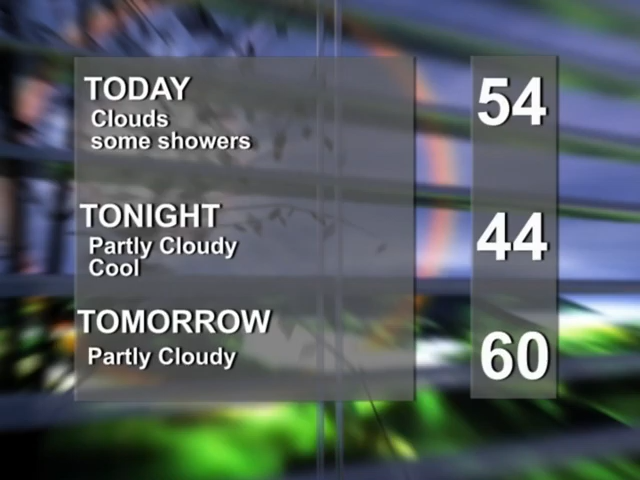 TODAY
Clouds
some showers
54
TONIGHT
Partly Cloudy
Cool
44
TOMORROW
Partly Cloudy
60